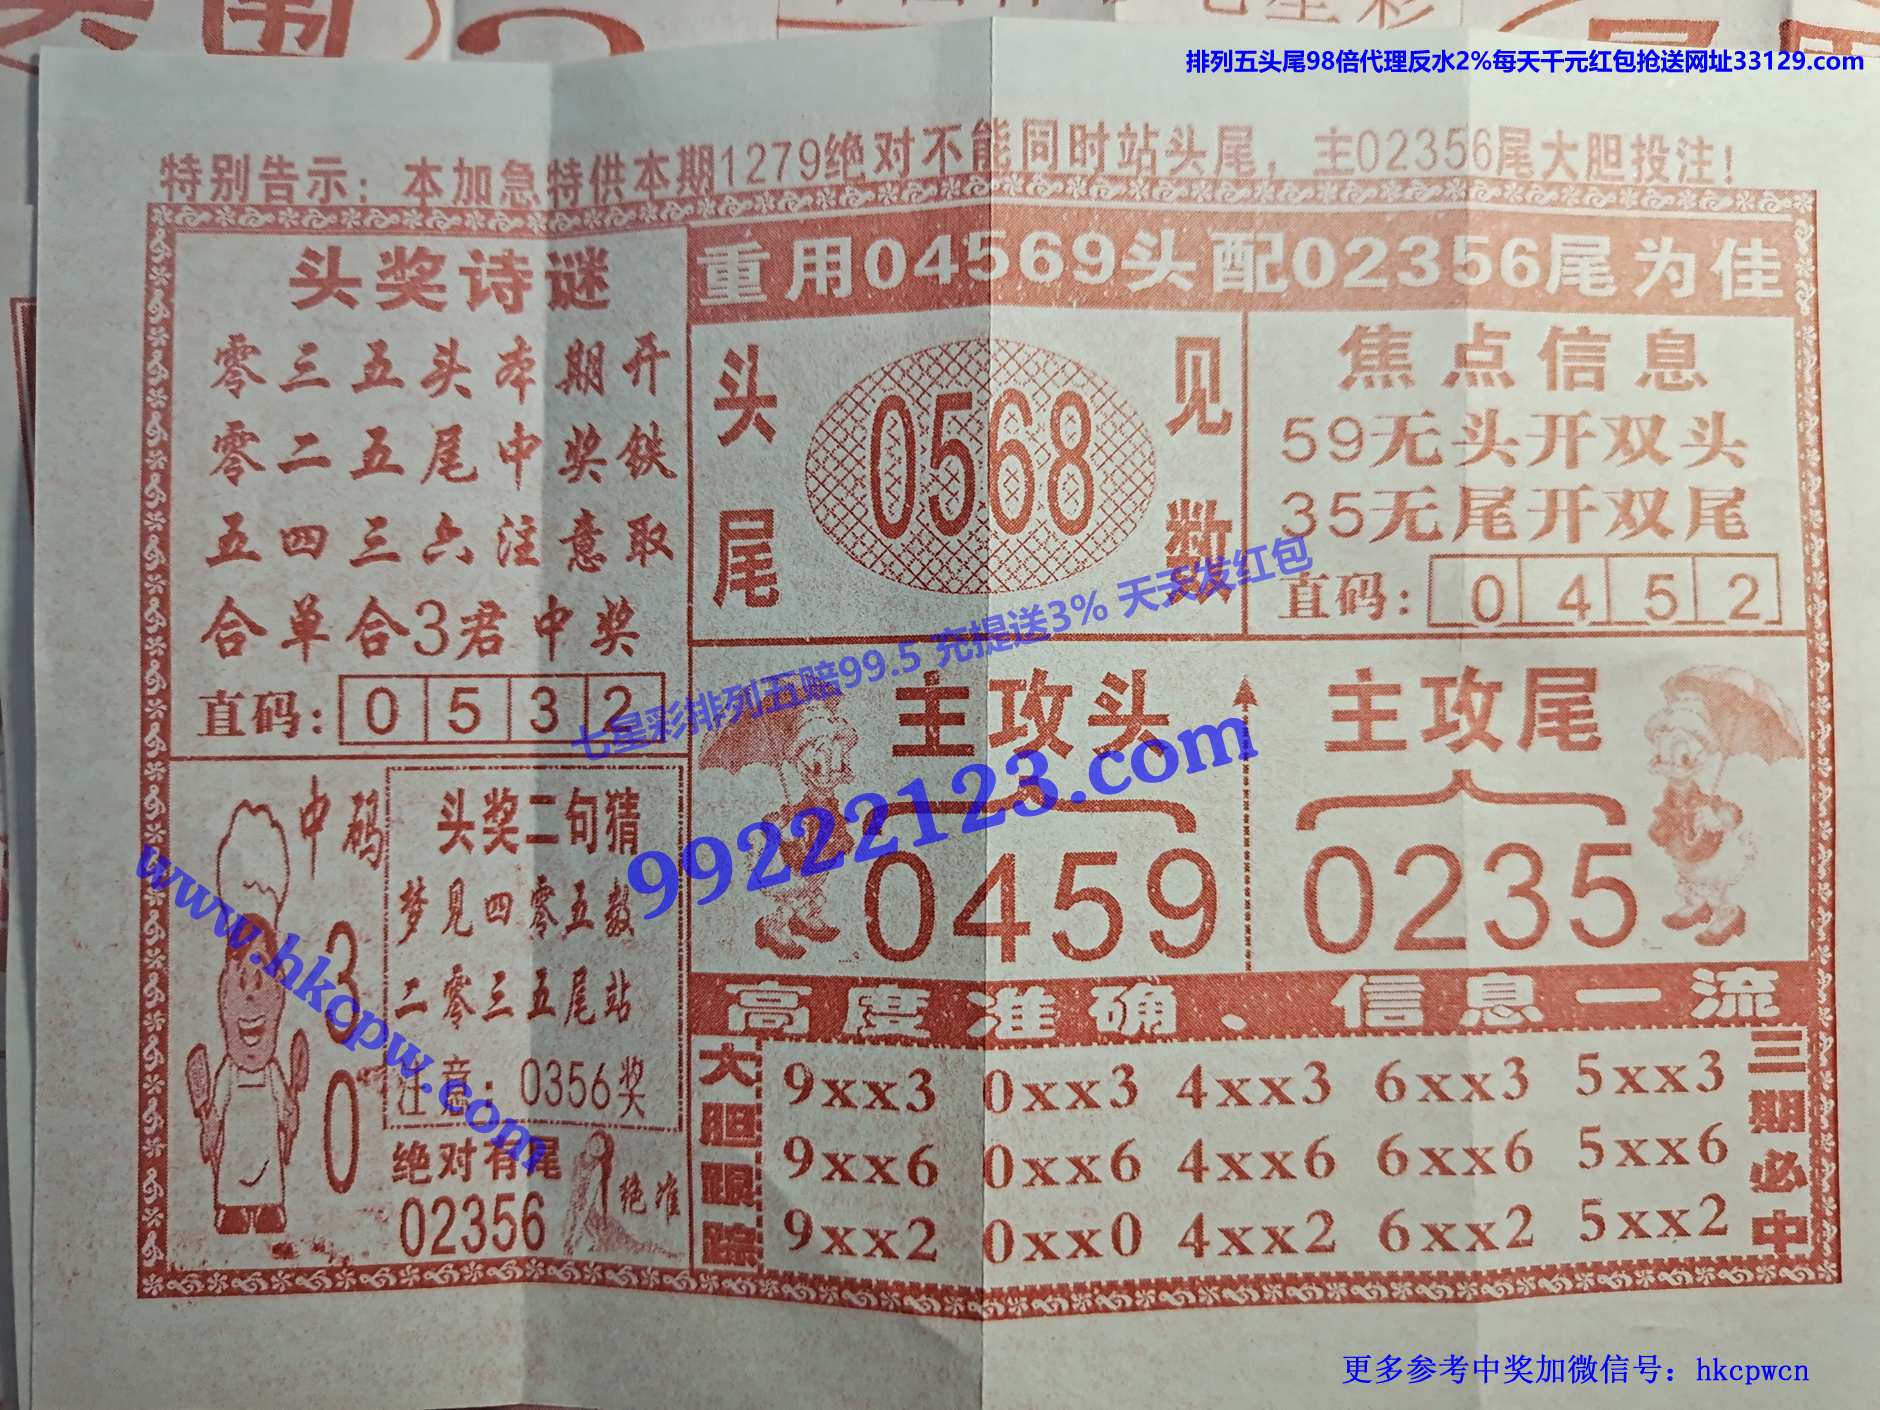 排列五头尾98倍代理反水2%每天千元红包抢送网址33129.com
特别告示：本加急特供本期1279绝对不能同时站头尾，主02356尾大胆投注！
头奖诗谜
零三五头本期开
零二五尾中奖铁
五四三六注意取
合单合3君中奖
直码：0532
重用04569头配02356尾为佳
头尾
0568
见数
焦点信息
59无头开双头
35无尾开双尾
直码：0452
七星彩排列五赔99.5 充提送3% 天天发红包
99222123.com
主攻头
0459
主攻尾
0235
中码
30
头奖二句猜
梦见四零五数
二零三五尾站
注意：0356奖
绝对有尾
02356
绝准
www.hkcpw.com
高度准确、信息一流
大胆跟踪
9xx3 0xx3 4xx3 6xx3 5xx3
9xx6 0xx6 4xx6 6xx6 5xx6
9xx2 0xx0 4xx2 6xx2 5xx2
三期必中
更多参考中奖加微信号：hkcpwcn